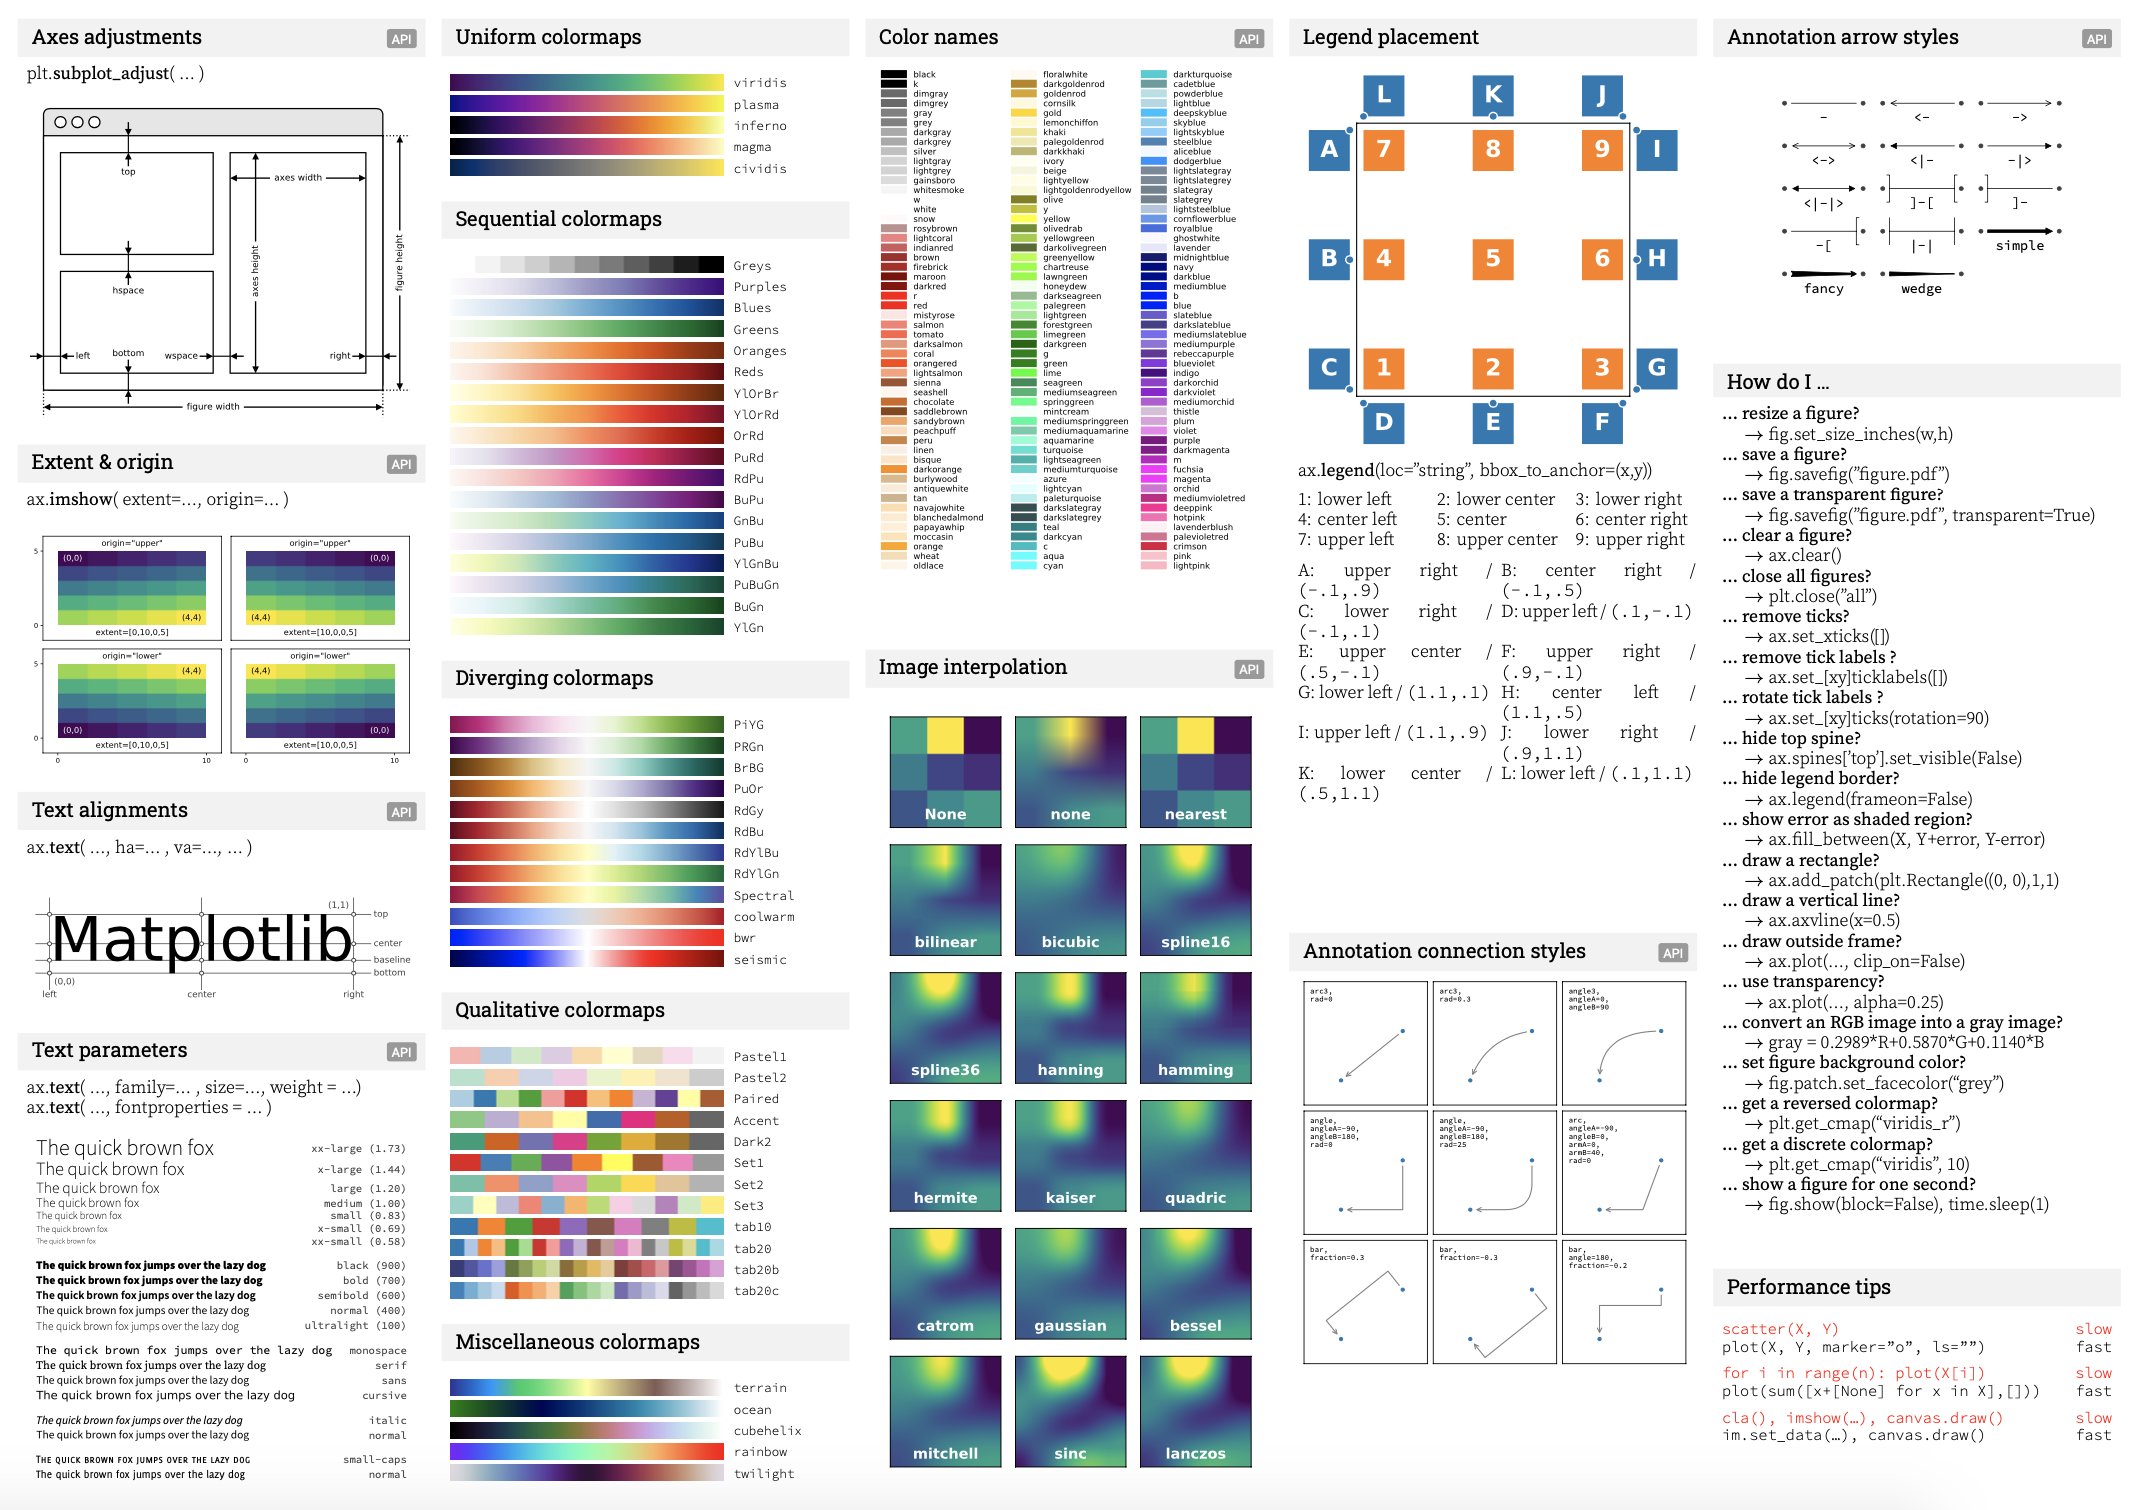 Axes adjustments
API
plt.subplot_adjust( … )
top
axes width
axes height
figure height
hspace
left
bottom
wspace
right
figure width
Extent & origin
API
ax.imshow( extent=…, origin=… )
origin="upper"
origin="upper"
5
(0,0)
(0,0)
(4,4)
(4,4)
0
extent=[0,10,0,5]
extent=[10,0,0,5]
origin="lower"
origin="lower"
5
(4,4)
(4,4)
(0,0)
(0,0)
0
extent=[0,10,0,5]
extent=[10,0,0,5]
0
10
0
10
Text alignments
API
ax.text( …, ha=… , va=…, … )
(1,1)
top
Matplotlib
center
baseline
bottom
(0,0)
left
center
right
Text parameters
API
ax.text( …, family=… , size=…, weight = …)
ax.text( …, fontproperties = … )
The quick brown fox xx-large (1.73)
The quick brown fox x-large (1.44)
The quick brown fox large (1.20)
The quick brown fox medium (1.00)
The quick brown fox small (0.83)
The quick brown fox x-small (0.69)
The quick brown fox xx-small (0.58)
The quick brown fox jumps over the lazy dog black (900)
The quick brown fox jumps over the lazy dog bold (700)
The quick brown fox jumps over the lazy dog semibold (600)
The quick brown fox jumps over the lazy dog normal (400)
The quick brown fox jumps over the lazy dog ultralight (100)
The quick brown fox jumps over the lazy dog monospace
The quick brown fox jumps over the lazy dog serif
The quick brown fox jumps over the lazy dog sans
The quick brown fox jumps over the lazy dog cursive
The quick brown fox jumps over the lazy dog italic
The quick brown fox jumps over the lazy dog normal
The quick brown fox jumps over the lazy dog small-caps
The quick brown fox jumps over the lazy dog normal
Uniform colormaps
viridis
plasma
inferno
magma
cividis
Sequential colormaps
Greys
Purples
Blues
Greens
Oranges
Reds
YlOrBr
YlOrRd
OrRd
PuRd
RdPu
BuPu
GnBu
PuBu
YlGnBu
PuBuGn
BuGn
YlGn
Diverging colormaps
PiYG
PRGn
BrBG
PuOr
RdGy
RdBu
RdYlBu
RdYlGn
Spectral
coolwarm
bwr
seismic
Qualitative colormaps
Pastel1
Pastel2
Paired
Accent
Dark2
Set1
Set2
Set3
tab10
tab20
tab20b
tab20c
Miscellaneous colormaps
terrain
ocean
cubehelix
rainbow
twilight
Color names
API
black
k
dimgray
dimgrey
gray
grey
darkgray
darkgrey
silver
lightgray
lightgrey
gainsboro
whitesmoke
w
white
snow
rosybrown
lightcoral
indianred
brown
firebrick
maroon
darkred
r
red
mistyrose
salmon
tomato
darksalmon
coral
orangered
lightsalmon
sienna
seashell
chocolate
saddlebrown
sandybrown
peachpuff
peru
linen
bisque
darkorange
burlywood
antiquewhite
tan
navajowhite
blanchedalmond
papayawhip
moccasin
orange
wheat
oldlace
floralwhite
darkgoldenrod
goldenrod
cornsilk
gold
lemonchiffon
khaki
palegoldenrod
darkkhaki
ivory
beige
lightyellow
lightgoldenrodyellow
olive
y
yellow
olivedrab
yellowgreen
darkolivegreen
greenyellow
chartreuse
lawngreen
honeydew
darkseagreen
palegreen
lightgreen
forestgreen
limegreen
darkgreen
g
green
lime
seagreen
mediumseagreen
springgreen
mintcream
mediumspringgreen
mediumaquamarine
aquamarine
turquoise
lightseagreen
mediumturquoise
azure
lightcyan
paleturquoise
darkslategray
darkslategrey
teal
darkcyan
c
aqua
cyan
darkturquoise
cadetblue
powderblue
lightblue
deepskyblue
skyblue
lightskyblue
steelblue
aliceblue
dodgerblue
lightslategray
lightslategrey
slategray
slategrey
lightsteelblue
cornflowerblue
royalblue
ghostwhite
lavender
midnightblue
navy
darkblue
mediumblue
b
blue
slateblue
darkslateblue
mediumslateblue
mediumpurple
rebeccapurple
blueviolet
indigo
darkorchid
darkviolet
mediumorchid
thistle
plum
violet
purple
darkmagenta
m
fuchsia
magenta
orchid
mediumvioletred
deeppink
hotpink
lavenderblush
palevioletred
crimson
pink
lightpink
Image interpolation
API
None
none
nearest
bilinear
bicubic
spline16
spline36
hanning
hamming
hermite
kaiser
quadric
catrom
gaussian
bessel
mitchell
sinc
lanczos
Legend placement
L K J
A 7 8 9 I
B 4 5 6 H
C 1 2 3 G
D E F
ax.legend(loc=”string”, bbox_to_anchor=(x,y))
1: lower left 2: lower center 3: lower right
4: center left 5: center 6: center right
7: upper left 8: upper center 9: upper right
A: upper right / B: center right /
(-.1,.9) (-.1,.5)
C: lower right / D: upper left / (.1,-.1)
(-.1,.1)
E: upper center / F: upper right /
(.5,-.1) (.9,-.1)
G: lower left / (1.1,.1) H: center left /
(1.1,.5)
I: upper left / (1.1,.9) J: lower right /
(.9,1.1)
K: lower center / L: lower left / (.1,1.1)
(.5,1.1)
Annotation connection styles
API
arc3,
rad=0
arc3,
rad=0.3
angle3,
angleA=0,
angleB=90
angle,
angleA=-90,
angleB=180,
rad=0
angle,
angleA=-90,
angleB=180,
rad=25
arc,
angleA=-90,
angleB=0,
armA=0,
armB=40,
rad=0
bar,
fraction=0.3
bar,
fraction=-0.3
bar,
angle=180,
fraction=-0.2
Annotation arrow styles
API
- <- ->
<-> <|- -|>
<|-|> ]-[ ]-
-[ |-| simple
fancy wedge
How do I …
… resize a figure?
→ fig.set_size_inches(w,h)
… save a figure?
→ fig.savefig(”figure.pdf”)
… save a transparent figure?
→ fig.savefig(”figure.pdf”, transparent=True)
… clear a figure?
→ ax.clear()
… close all figures?
→ plt.close(”all”)
… remove ticks?
→ ax.set_xticks([])
… remove tick labels ?
→ ax.set_[xy]ticklabels([])
… rotate tick labels ?
→ ax.set_[xy]ticks(rotation=90)
… hide top spine?
→ ax.spines[’top’].set_visible(False)
… hide legend border?
→ ax.legend(frameon=False)
… show error as shaded region?
→ ax.fill_between(X, Y+error, Y-error)
… draw a rectangle?
→ ax.add_patch(plt.Rectangle((0, 0),1,1)
… draw a vertical line?
→ ax.axvline(x=0.5)
… draw outside frame?
→ ax.plot(…, clip_on=False)
… use transparency?
→ ax.plot(…, alpha=0.25)
… convert an RGB image into a gray image?
→ gray = 0.2989*R+0.5870*G+0.1140*B
… set figure background color?
→ fig.patch.set_facecolor(“grey”)
… get a reversed colormap?
→ plt.get_cmap(“viridis_r”)
… get a discrete colormap?
→ plt.get_cmap(“viridis”, 10)
… show a figure for one second?
→ fig.show(block=False), time.sleep(1)
Performance tips
scatter(X, Y) slow
plot(X, Y, marker=”o”, ls=””) fast
for i in range(n): plot(X[i]) slow
plot(sum([x+[None] for x in X],[])) fast
cla(), imshow(…), canvas.draw() slow
im.set_data(…), canvas.draw() fast